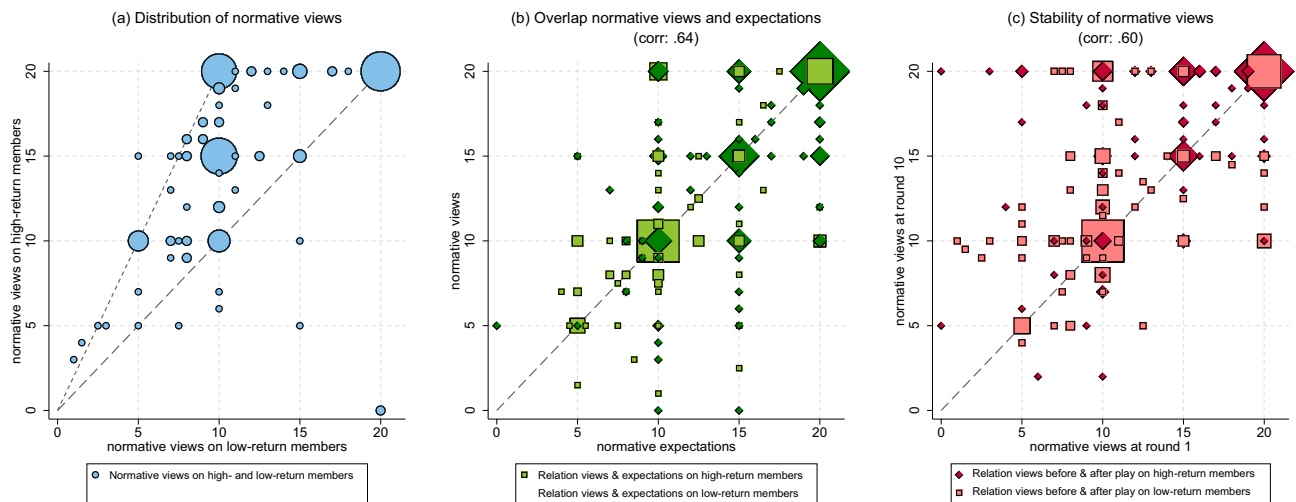 (a) Distribution of normative views
normative views on high-return members
20
15
10
5
0
0 5 10 15 20
normative views on low-return members
Normative views on high- and low-return members
(b) Overlap normative views and expectations
(corr: .64)
normative views
20
15
10
5
0
0 5 10 15 20
normative expectations
Relation views & expectations on high-return members
Relation views & expectations on low-return members
(c) Stability of normative views
(corr: .60)
normative views at round 10
20
15
10
5
0
0 5 10 15 20
normative views at round 1
Relation views before & after play on high-return members
Relation views before & after play on low-return members